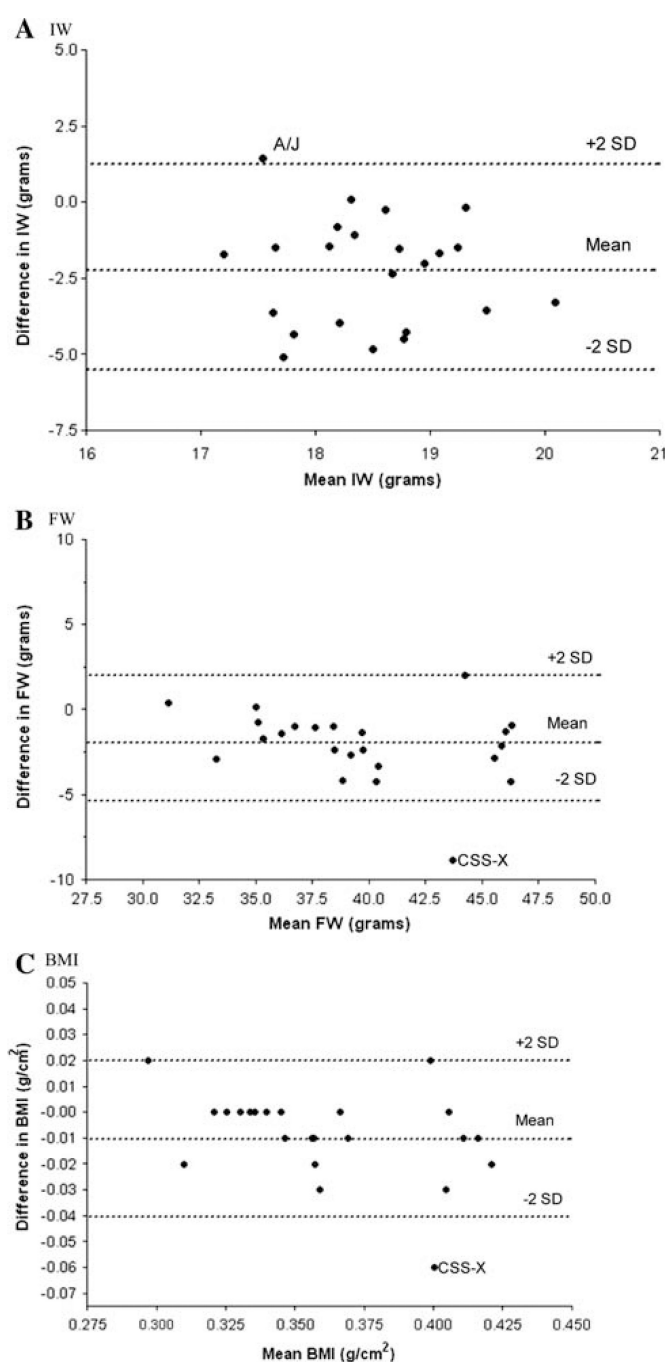 A IW
5.0
A/J
+2 SD
2.5
0.0
Mean
-2.5
-2 SD
-5.0
-7.5
16 17 18 19 20 21
Difference in IW (grams)
Mean IW (grams)
B FW
10
5
+2 SD
0
Mean
-2 SD
-5
CSS-X
-10
27.5 30.0 32.5 35.0 37.5 40.0 42.5 45.0 47.5 50.0
Difference in FW (grams)
Mean FW (grams)
C BMI
0.05
0.04
0.03
+2 SD
0.02
0.00
-0.00
Mean
-0.01
-0.02
-0.03
-2 SD
-0.04
-0.05
-0.06
CSS-X
-0.07
0.275 0.300 0.325 0.350 0.375 0.400 0.425 0.450
Difference in BMI (g/cm²)
Mean BMI (g/cm²)